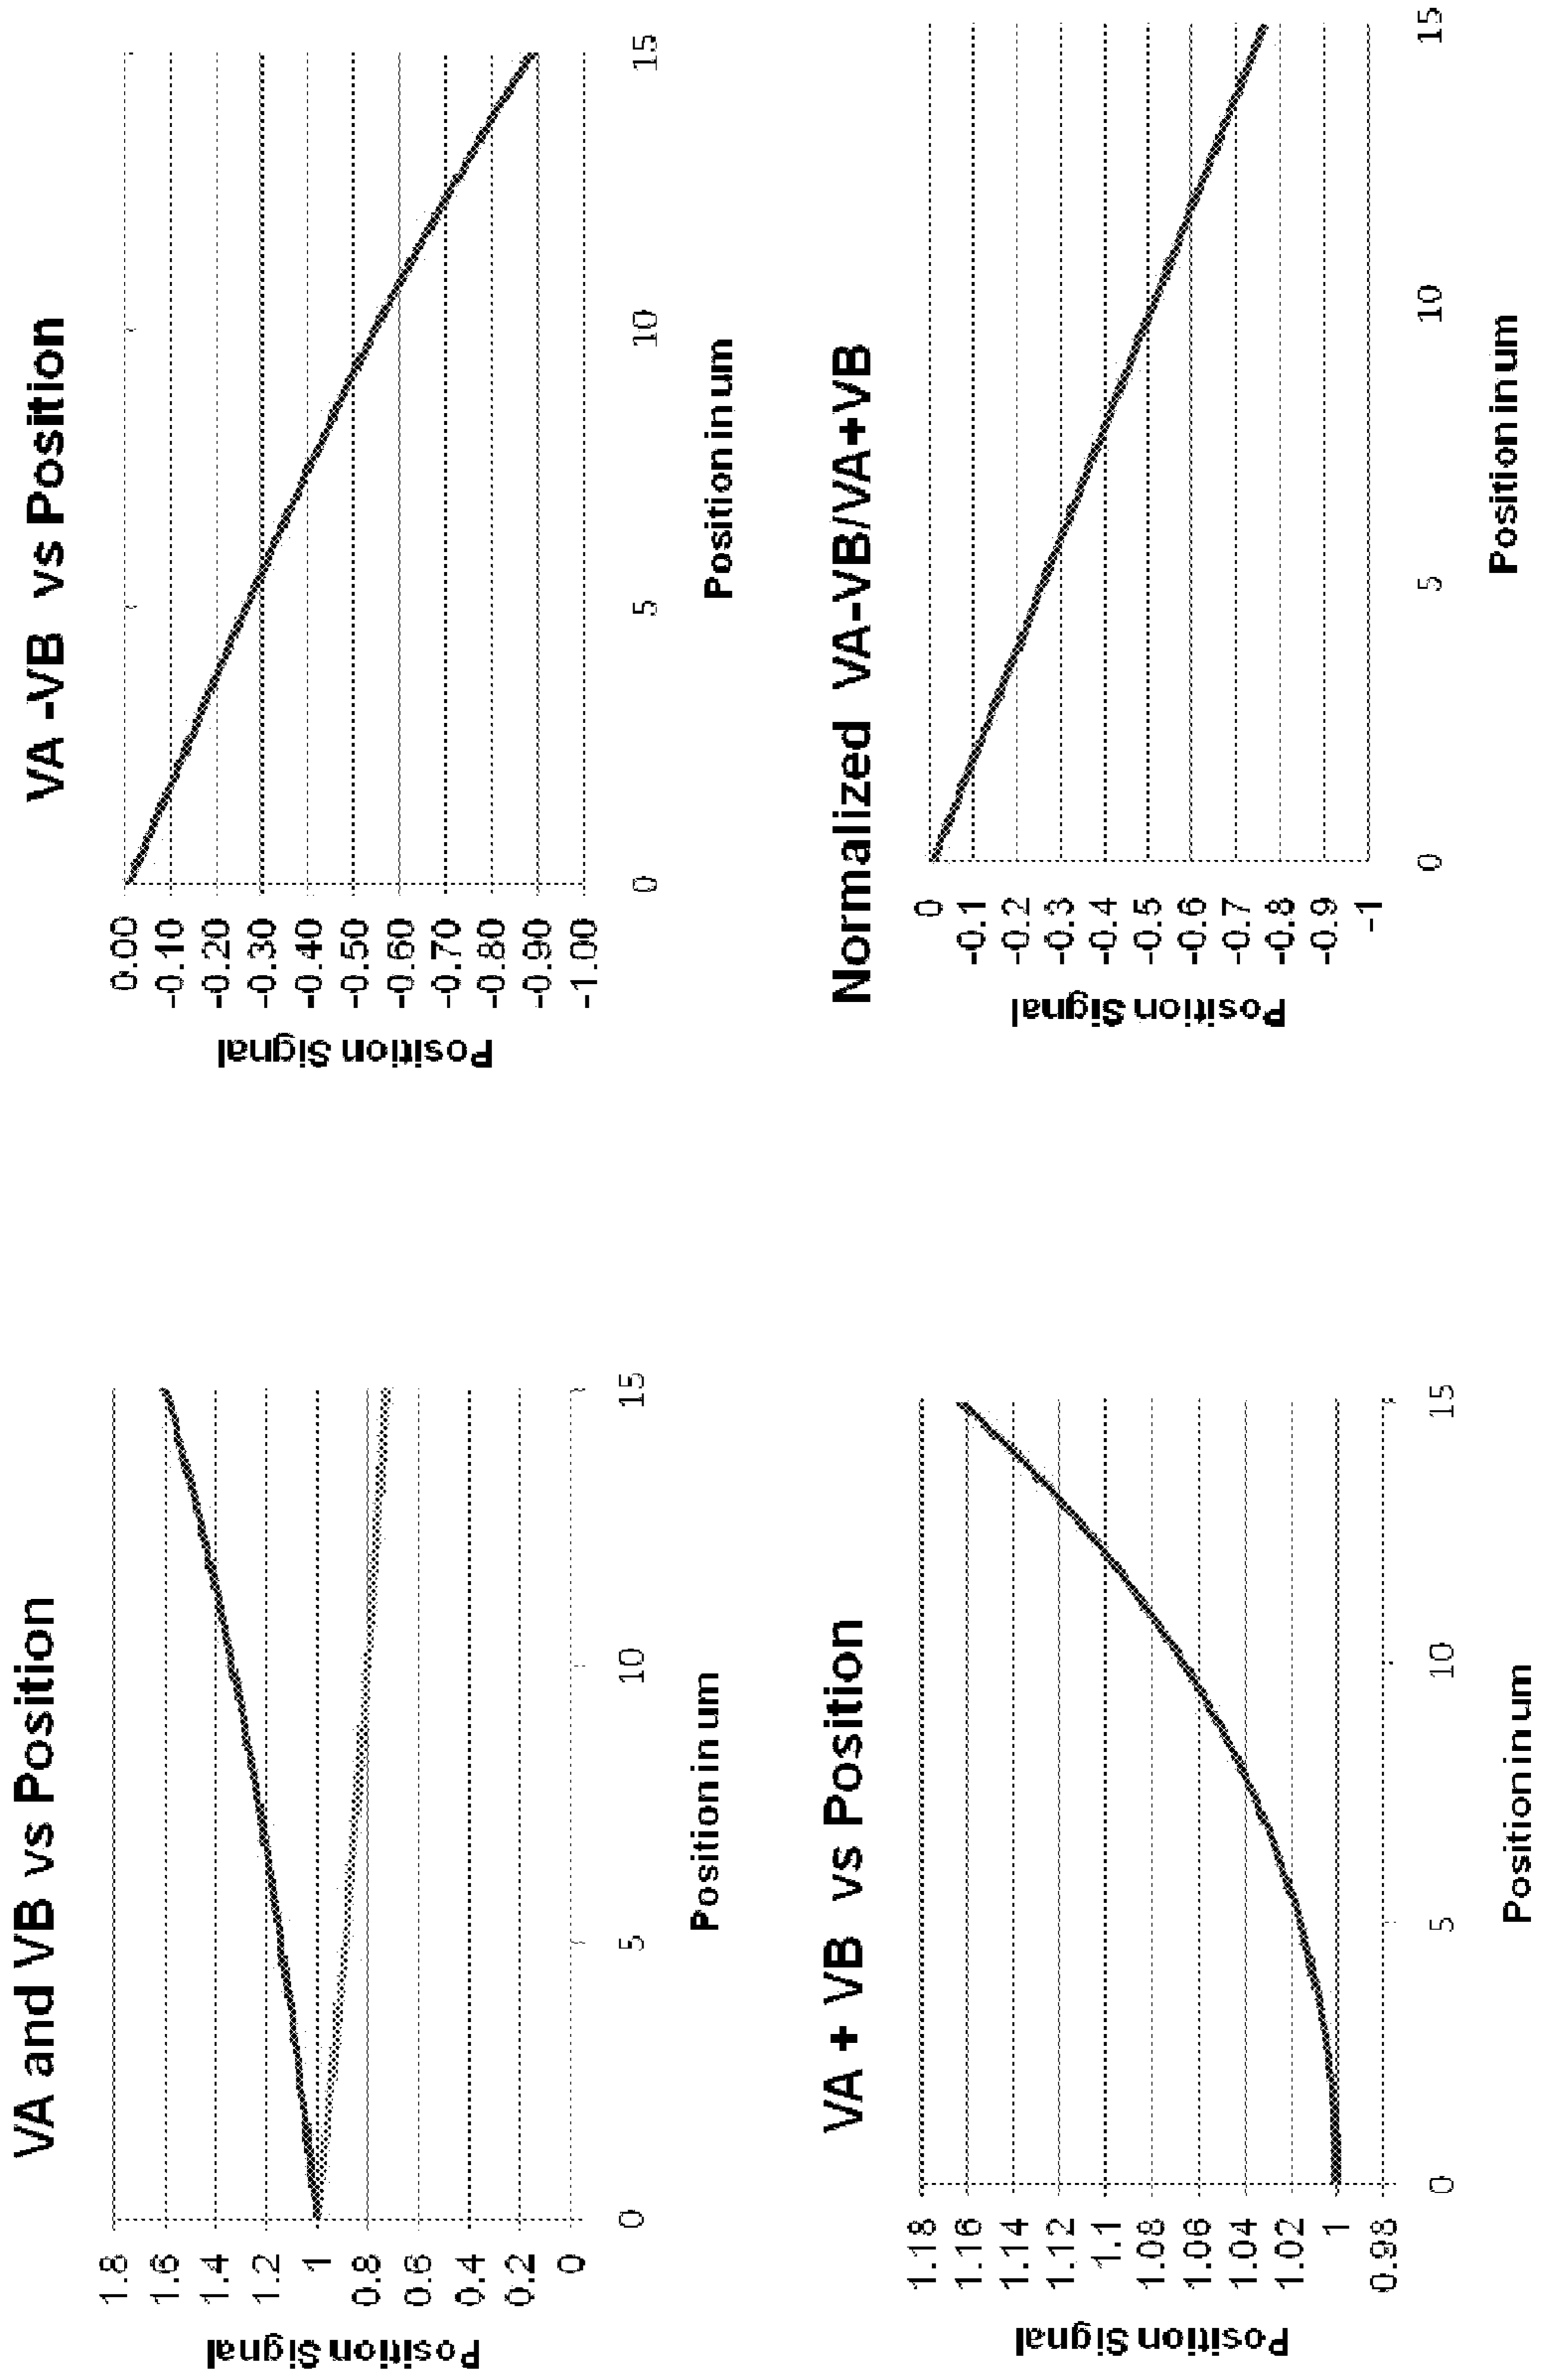 VA and VB vs Position
Position Signal
1.8
1.6
1.4
1.2
1
0.8
0.6
0.4
0.2
0
0 5 10 15
Position in um
VA -VB vs Position
Position Signal
0.00
-0.10
-0.20
-0.30
-0.40
-0.50
-0.60
-0.70
-0.80
-0.90
-1.00
0 5 10 15
Position in um
VA + VB vs Position
Position Signal
1.18
1.16
1.14
1.12
1.1
1.08
1.06
1.04
1.02
1
0.98
0 5 10 15
Position in um
Normalized VA-VB/VA+VB
Position Signal
0
-0.1
-0.2
-0.3
-0.4
-0.5
-0.6
-0.7
-0.8
-0.9
-1
0 5 10 15
Position in um